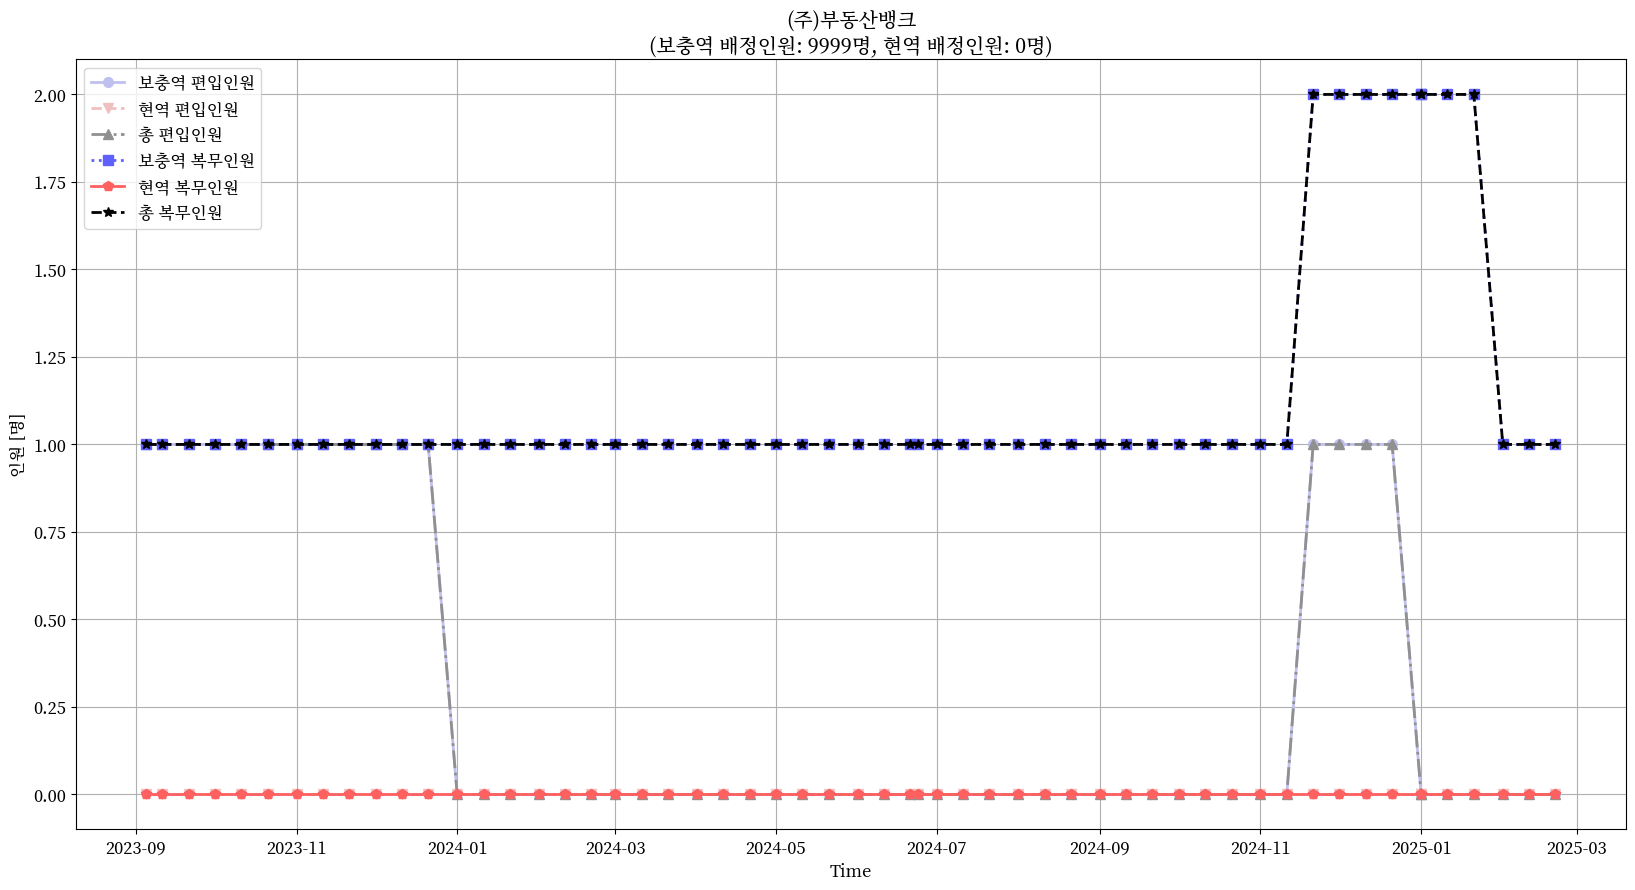 (주)부동산뱅크
(보충역 배정인원: 9999명, 현역 배정인원: 0명)
보충역 편입인원
현역 편입인원
총 편입인원
보충역 복무인원
현역 복무인원
총 복무인원
인원 [명]
2.00
1.75
1.50
1.25
1.00
0.75
0.50
0.25
0.00
2023-09 2023-11 2024-01 2024-03 2024-05 2024-07 2024-09 2024-11 2025-01 2025-03
Time